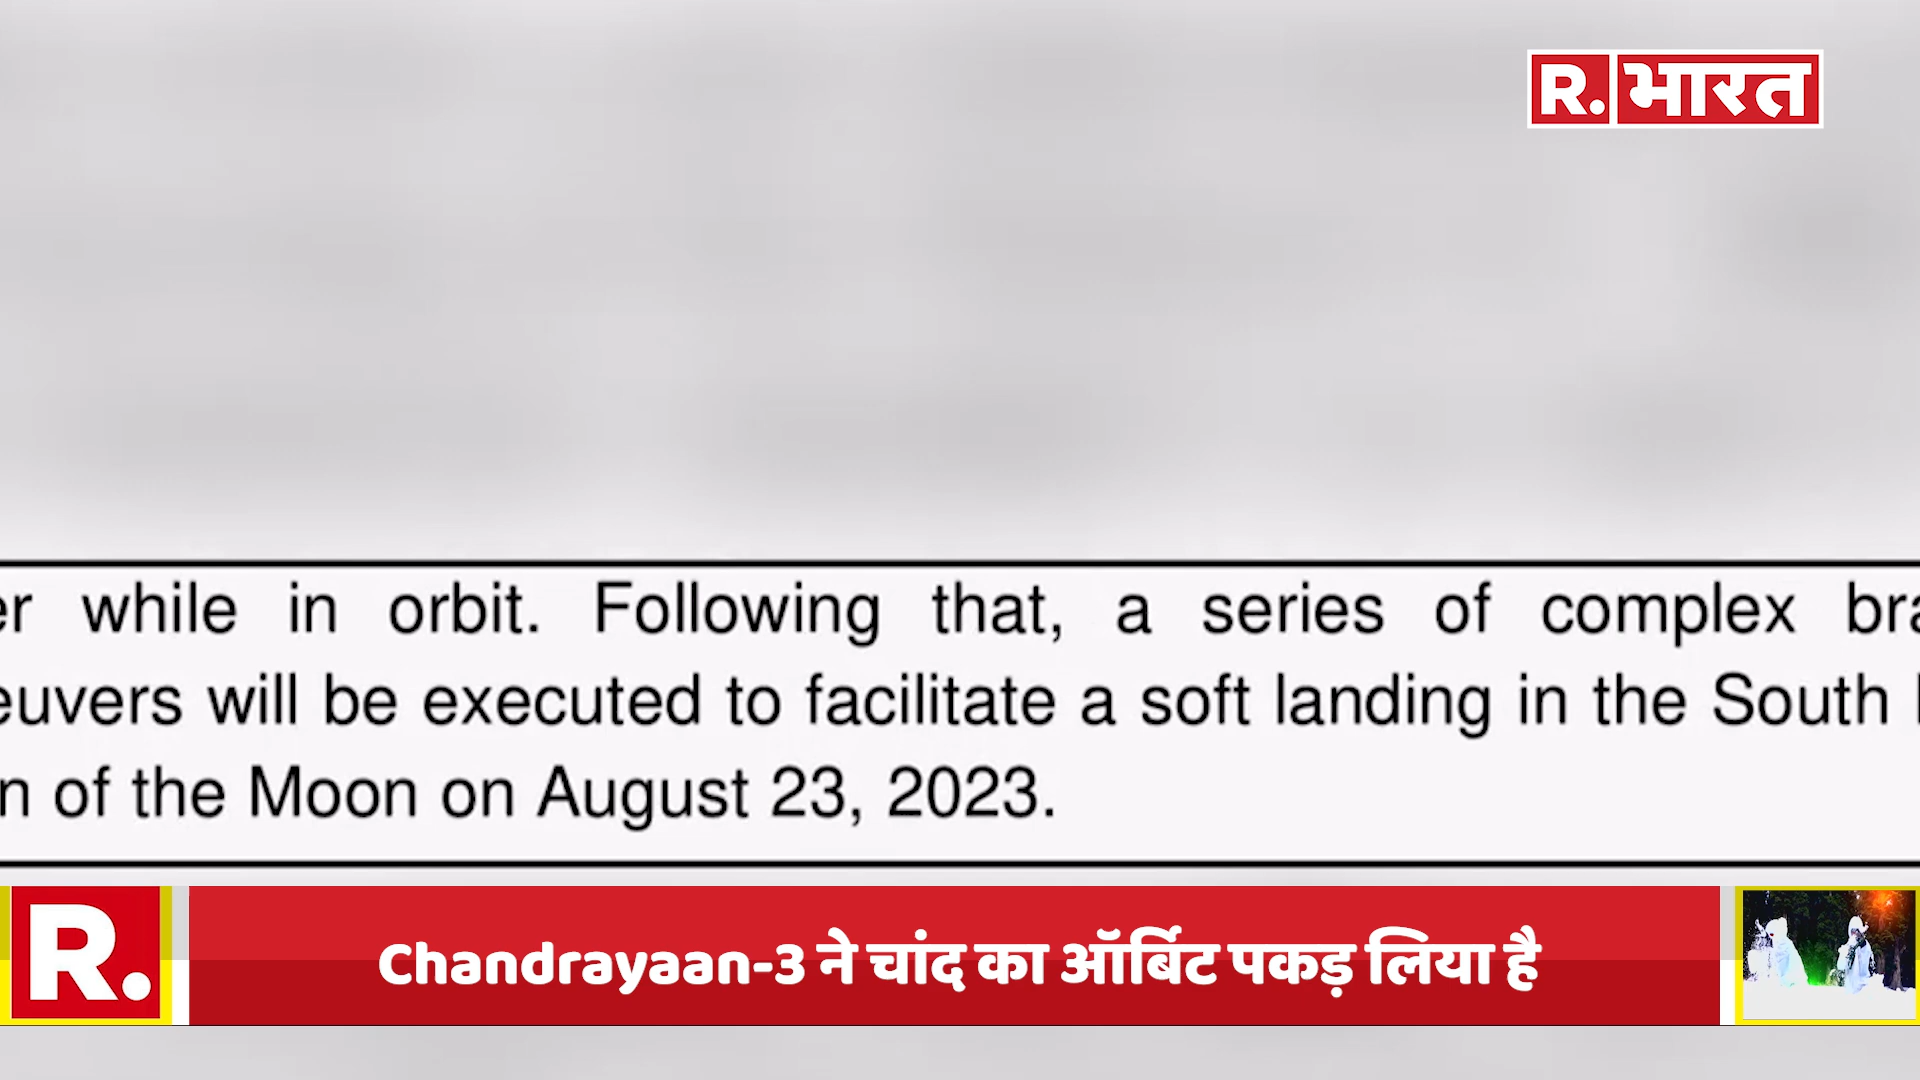 R. भारत
er while in orbit. Following that, a series of complex bra
euvers will be executed to facilitate a soft landing in the South
n of the Moon on August 23, 2023.
R.
Chandrayaan-3 ने चांद का ऑर्बिट पकड़ लिया है